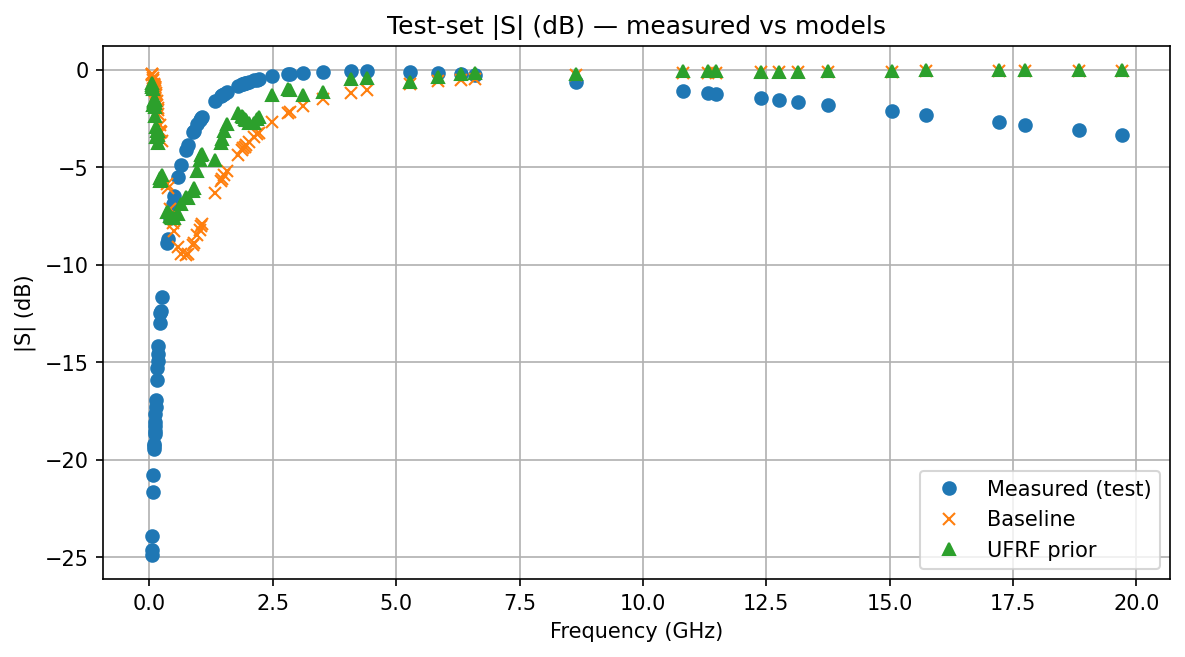 Test-set |S| (dB) — measured vs models
|S| (dB)
0
−5
−10
−15
−20
−25
0.0 2.5 5.0 7.5 10.0 12.5 15.0 17.5 20.0
Frequency (GHz)
Measured (test)
Baseline
UFRF prior